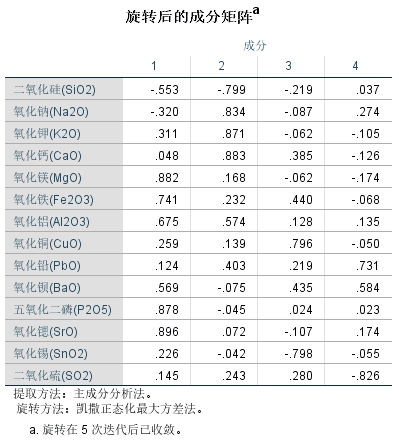 旋转后的成分矩阵a
成分
1 2 3 4
二氧化硅(SiO2) -.553 -.799 -.219 .037
氧化钠(Na2O) -.320 .834 -.087 .274
氧化钾(K2O) .311 .871 -.062 -.105
氧化钙(CaO) .048 .883 .385 -.126
氧化镁(MgO) .882 .168 -.062 -.174
氧化铁(Fe2O3) .741 .232 .440 -.068
氧化铝(Al2O3) .675 .574 .128 .135
氧化铜(CuO) .259 .139 .796 -.050
氧化铅(PbO) .124 .403 .219 .731
氧化钡(BaO) .569 -.075 .435 .584
五氧化二磷(P2O5) .878 -.045 .024 .023
氧化锶(SrO) .896 .072 -.107 .174
氧化锡(SnO2) .226 -.042 -.798 -.055
二氧化硫(SO2) .145 .243 .280 -.826
提取方法：主成分分析法。
旋转方法：凯撒正态化最大方差法。
a. 旋转在 5 次迭代后已收敛。